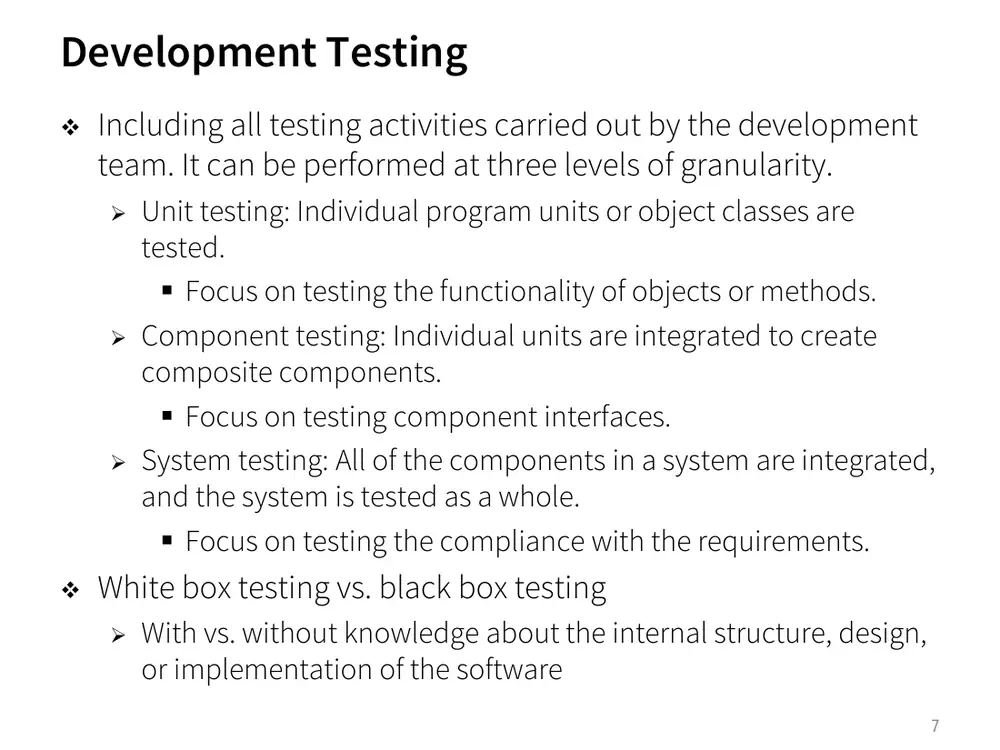 Development Testing
❖ Including all testing activities carried out by the development
team. It can be performed at three levels of granularity.
➢ Unit testing: Individual program units or object classes are
tested.
▪ Focus on testing the functionality of objects or methods.
➢ Component testing: Individual units are integrated to create
composite components.
▪ Focus on testing component interfaces.
➢ System testing: All of the components in a system are integrated,
and the system is tested as a whole.
▪ Focus on testing the compliance with the requirements.
❖ White box testing vs. black box testing
➢ With vs. without knowledge about the internal structure, design,
or implementation of the software
7